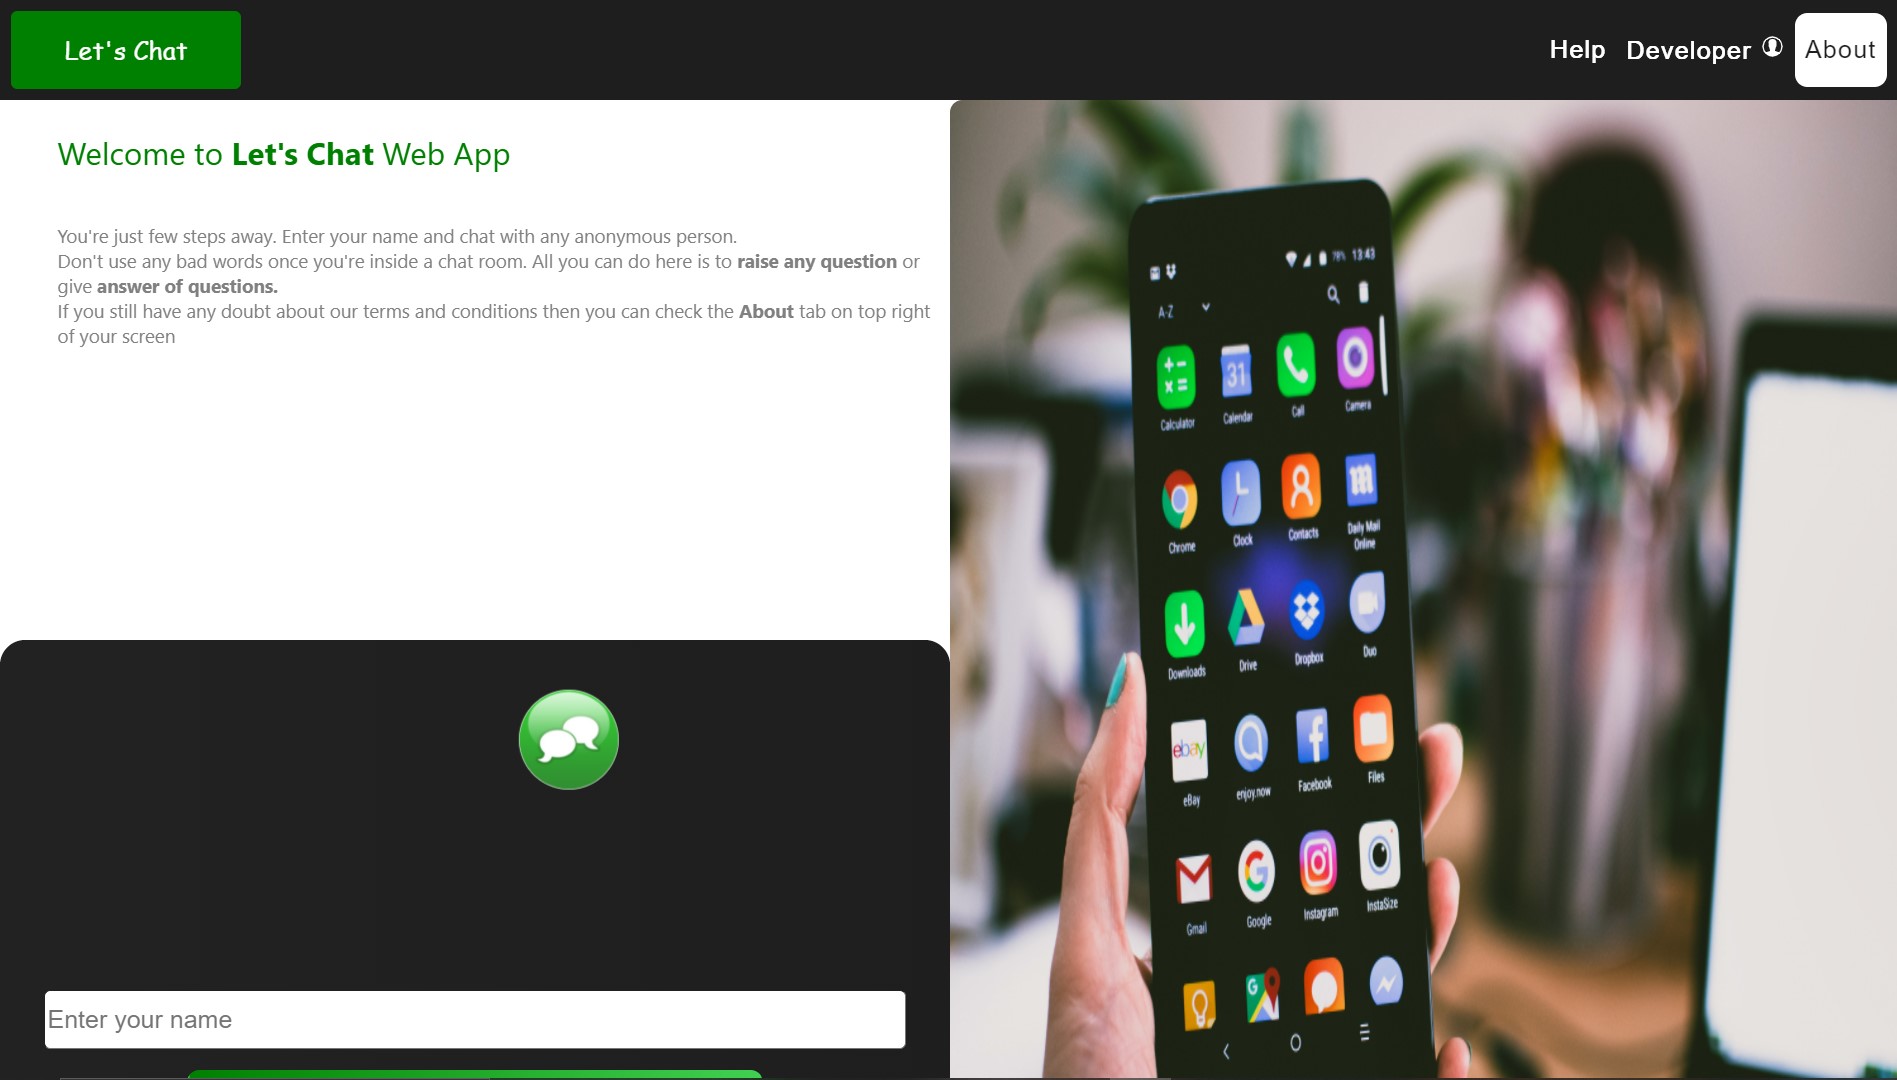 Let's Chat
Help Developer About
Welcome to Let's Chat Web App
You're just few steps away. Enter your name and chat with any anonymous person.
Don't use any bad words once you're inside a chat room. All you can do here is to raise any question or
give answer of questions.
If you still have any doubt about our terms and conditions then you can check the About tab on top right
of your screen
Enter your name
78% 13:43
A-Z
31
Calculator Calendar Call Camera
Chrome Clock Contacts Daily Mail
Online
Downloads Drive Dropbox Duo
ebay
eBay enjoy.now Facebook Files
Gmail Google Instagram InstaSize